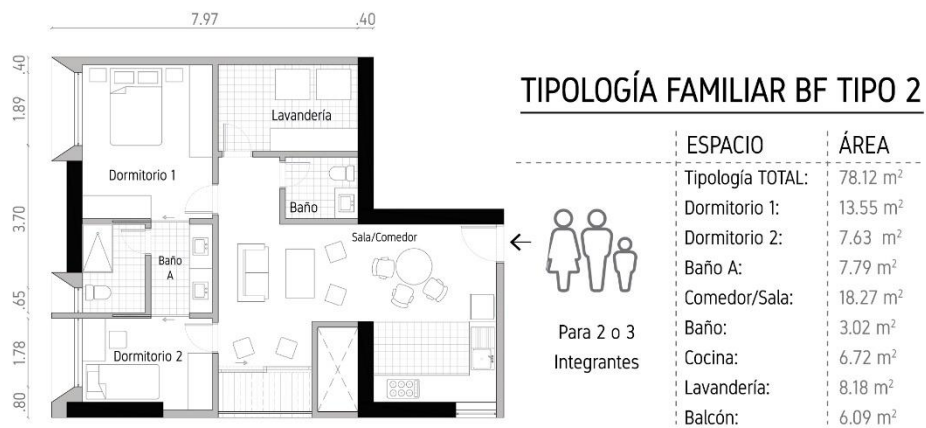 7.97 .40
.40
1.89
3.70
.65
1.78
.80
Lavandería
Dormitorio 1
Baño
Sala/Comedor
Baño
A
Dormitorio 2
TIPOLOGÍA FAMILIAR BF TIPO 2
ESPACIO ÁREA
Tipología TOTAL: 78.12 m²
Dormitorio 1: 13.55 m²
Dormitorio 2: 7.63 m²
Baño A: 7.79 m²
Comedor/Sala: 18.27 m²
Baño: 3.02 m²
Cocina: 6.72 m²
Lavandería: 8.18 m²
Balcón: 6.09 m²
Para 2 o 3
Integrantes